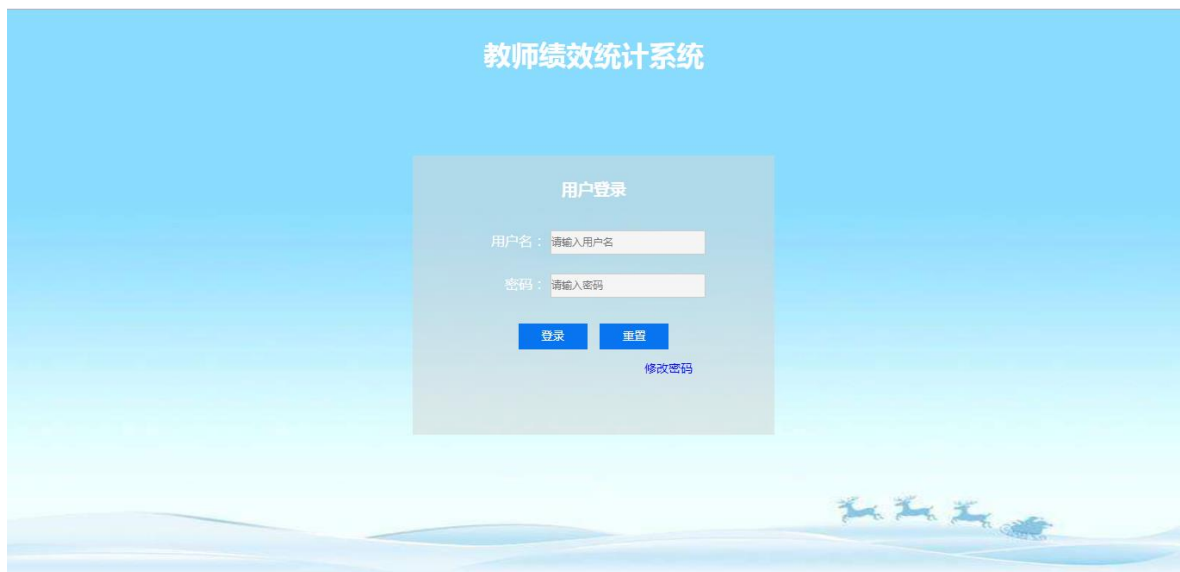 教师绩效统计系统
用户登录
用户名： 请输入用户名
密码： 请输入密码
登录 重置
修改密码